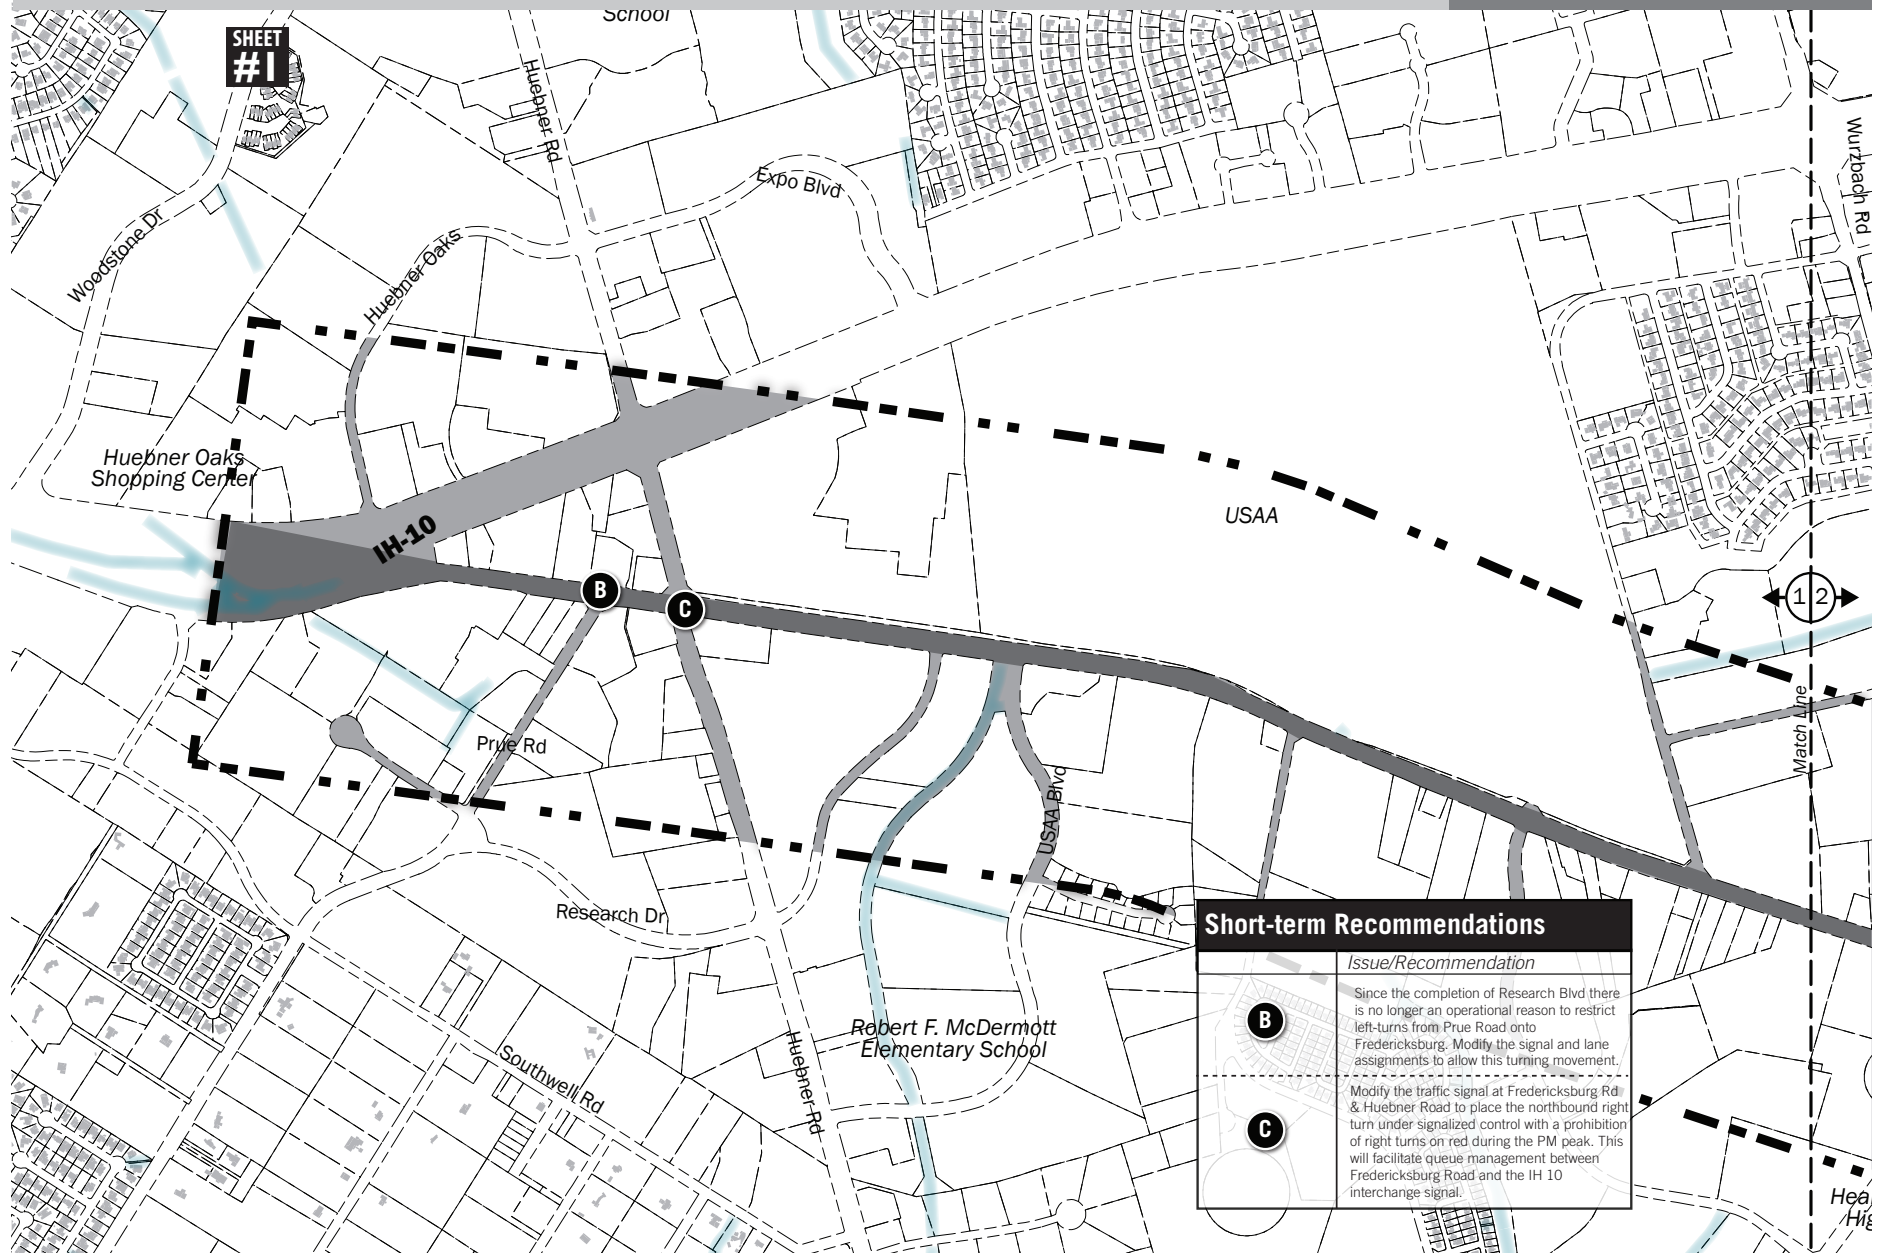 School
SHEET
#1
Huebner Rd
Wurzbach Rd
Expo Blvd
Woodstone Dr
Huebner Oaks
Huebner Oaks
Shopping Center
IH-10
USAA
B
C
1 2
Match Line
Prue Rd
USAA Blvd
Research Dr
Robert F. McDermott
Elementary School
Huebner Rd
Southwell Rd
Short-term Recommendations
Issue/Recommendation
B
Since the completion of Research Blvd there
is no longer an operational reason to restrict
left-turns from Prue Road onto
Fredericksburg. Modify the signal and lane
assignments to allow this turning movement.
C
Modify the traffic signal at Fredericksburg Rd
& Huebner Road to place the northbound right
turn under signalized control with a prohibition
of right turns on red during the PM peak. This
will facilitate queue management between
Fredericksburg Road and the IH 10
interchange signal.